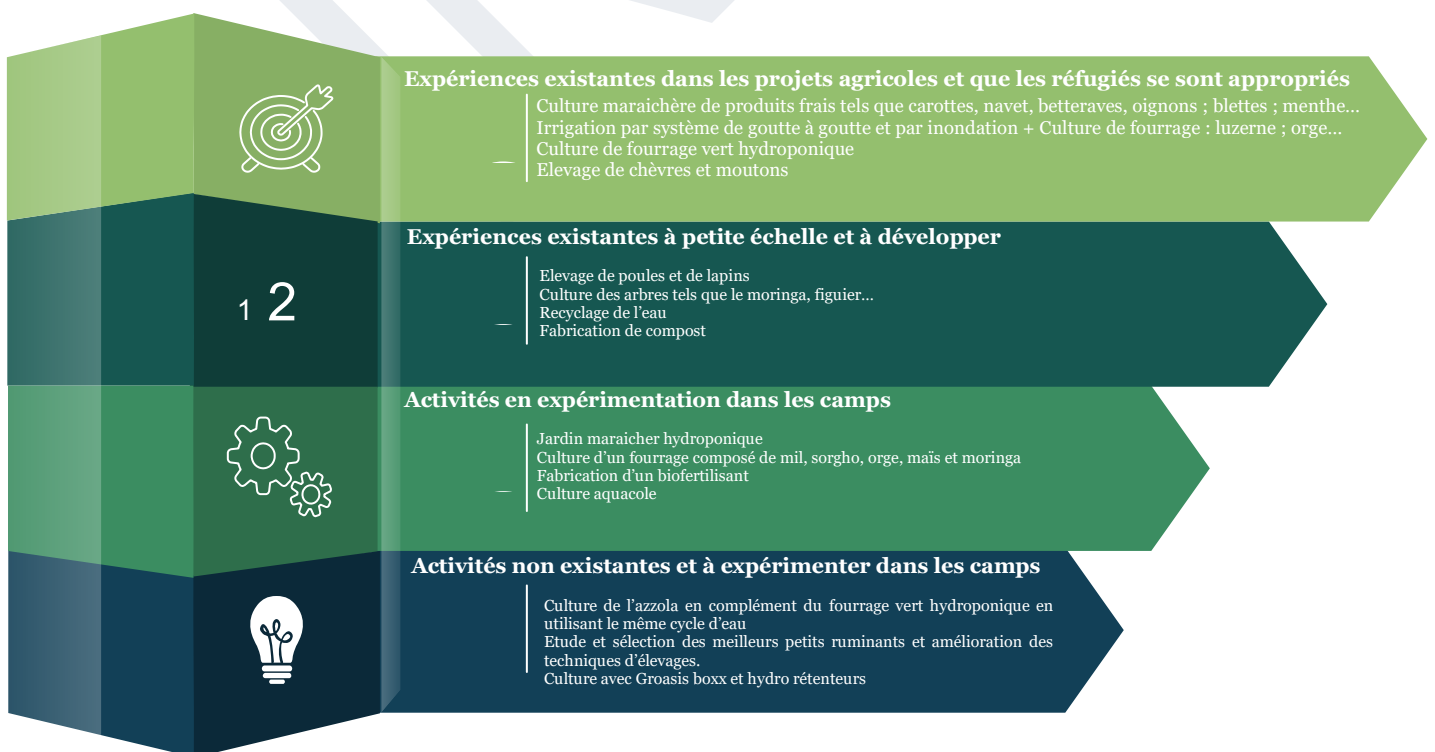 Expériences existantes dans les projets agricoles et que les réfugiés se sont appropriés
Culture maraichère de produits frais tels que carottes, navet, betteraves, oignons ; blettes ; menthe...
Irrigation par système de goutte à goutte et par inondation + Culture de fourrage : luzerne ; orge...
Culture de fourrage vert hydroponique
Elevage de chèvres et moutons
Expériences existantes à petite échelle et à développer
1 2
Elevage de poules et de lapins
Culture des arbres tels que le moringa, figuier...
Recyclage de l'eau
Fabrication de compost
Activités en expérimentation dans les camps
Jardin maraicher hydroponique
Culture d'un fourrage composé de mil, sorgho, orge, maïs et moringa
Fabrication d'un biofertilisant
Culture aquacole
Activités non existantes et à expérimenter dans les camps
Culture de l'azzola en complément du fourrage vert hydroponique en
utilisant le même cycle d'eau
Etude et sélection des meilleurs petits ruminants et amélioration des
techniques d'élevages.
Culture avec Groasis boxx et hydro rétenteurs